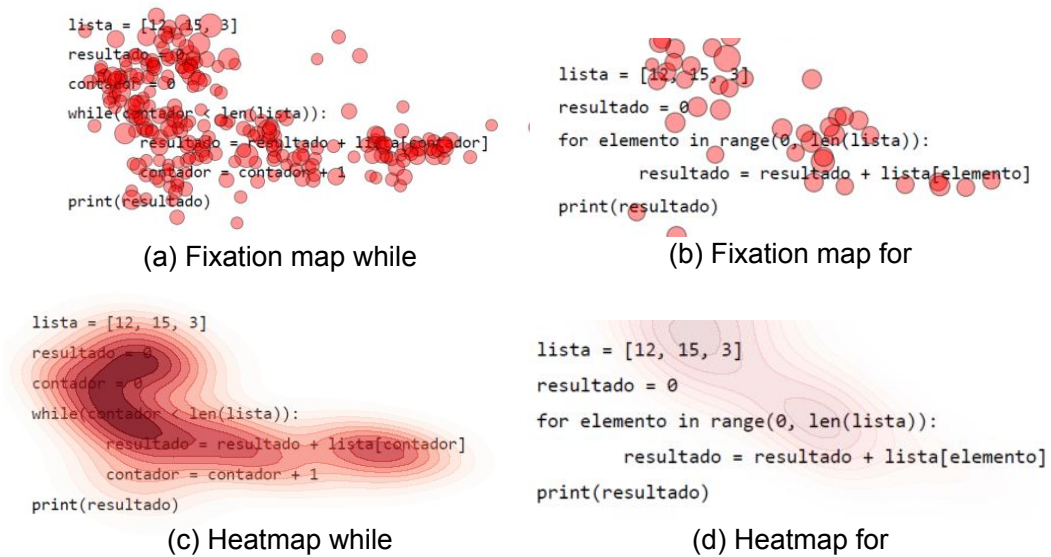 lista = [12, 15, 3]
resultado = 0
contador = 0
while(contador < len(lista)):
resultado = resultado + lista[contador]
contador = contador + 1
print(resultado)
(a) Fixation map while
lista = [12, 15, 3]
resultado = 0
for elemento in range(0, len(lista)):
resultado = resultado + lista[elemento]
print(resultado)
(b) Fixation map for
lista = [12, 15, 3]
resultado = 0
contador = 0
while(contador < len(lista)):
resultado = resultado + lista[contador]
contador = contador + 1
print(resultado)
(c) Heatmap while
lista = [12, 15, 3]
resultado = 0
for elemento in range(0, len(lista)):
resultado = resultado + lista[elemento]
print(resultado)
(d) Heatmap for